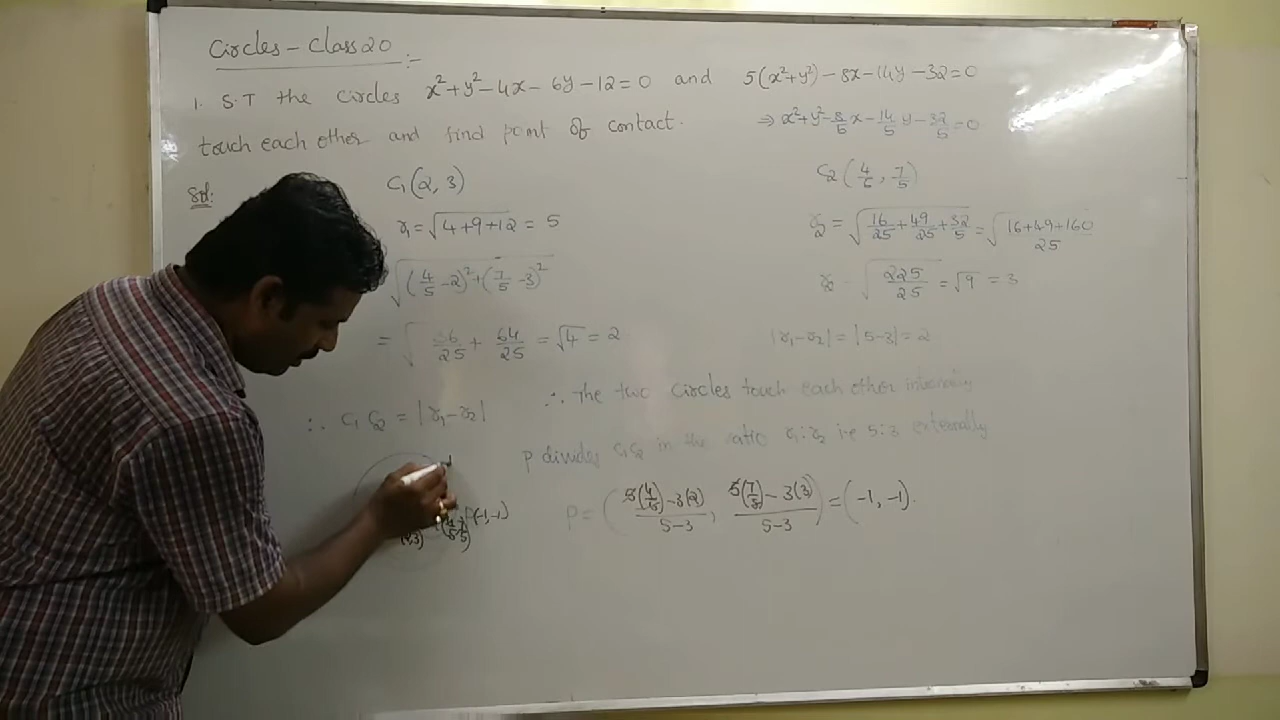 Circles - Class 20 :-
1. S.T the circles x²+y²-4x-6y-12=0 and 5(x²+y²)-8x-14y-32=0
touch each other and find point of contact. ⇒ x²+y²-8/5 x-14/5 y-32/5=0
Sol: C₁(2, 3) C₂(4/5, 7/5)
r₁ = √(4+9+12) = 5 r₂ = √(16/25+49/25+32/5) = √((16+49+160)/25)
√((4/5-2)²+(7/5-3)²) r₂ √(225/25) = √9 = 3
= √(36/25 + 64/25) = √4 = 2 |r₁-r₂| = |5-3| = 2
∴ C₁C₂ = |r₁-r₂| ∴ The two circles touch each other internally
P divides C₁C₂ in the ratio r₁:r₂ i.e 5:3 externally
P = ((5(4/5)-3(2))/(5-3), (5(7/5)-3(3))/(5-3)) = (-1, -1).
P(-1,-1)